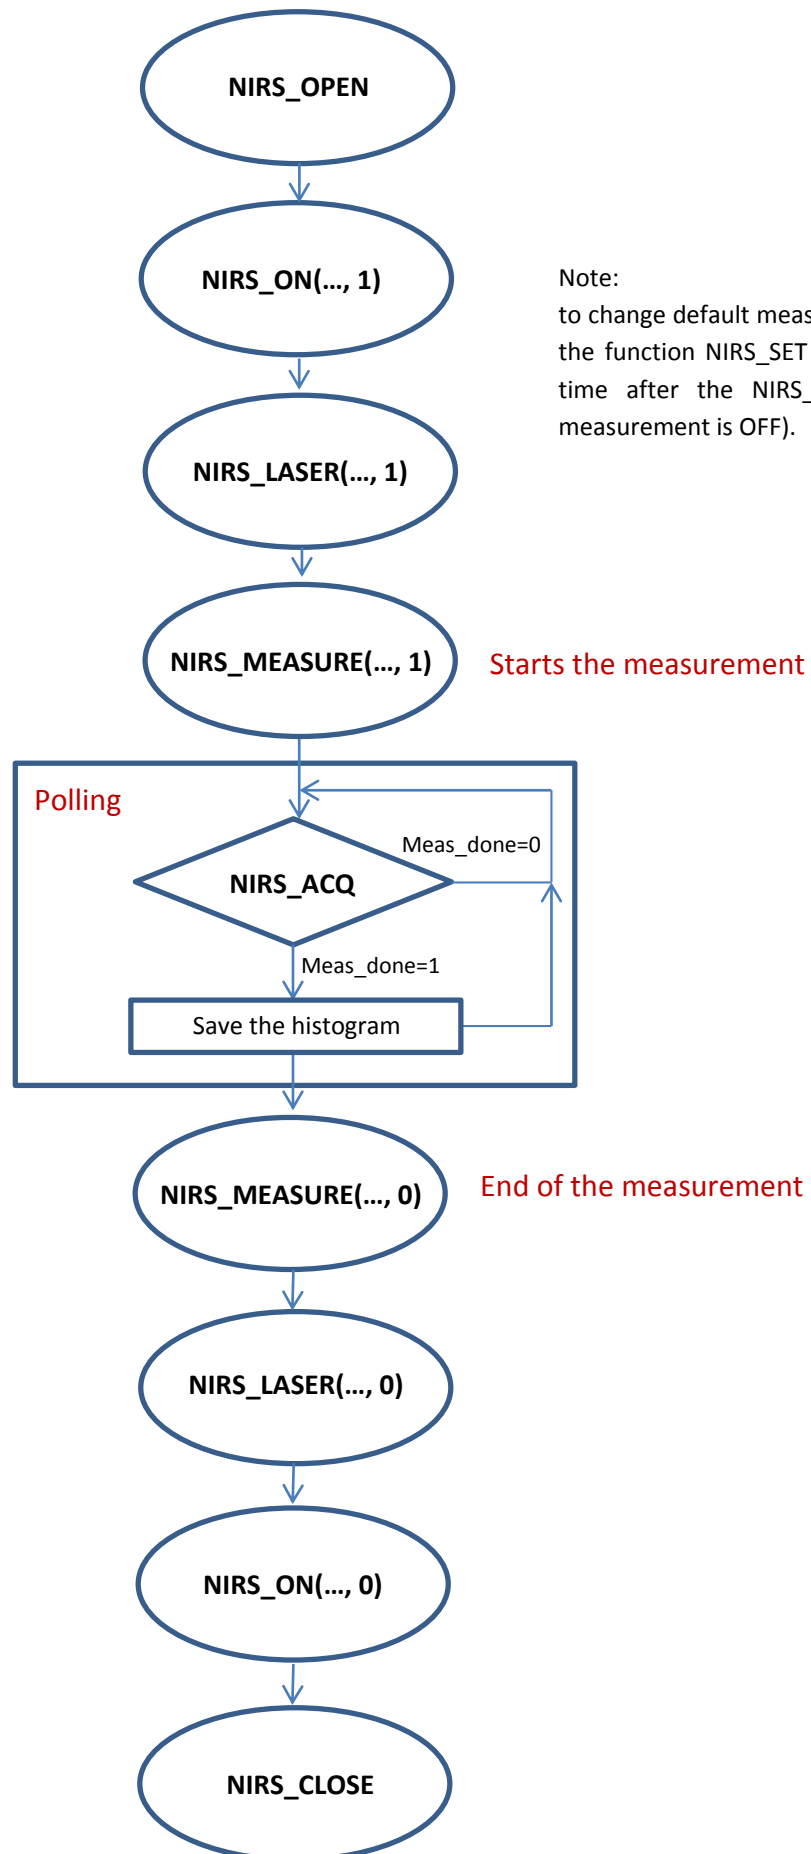 NIRS_OPEN
NIRS_ON(…, 1)
Note:
to change default meas
the function NIRS_SET
time after the NIRS_
measurement is OFF).
NIRS_LASER(…, 1)
NIRS_MEASURE(…, 1)
Starts the measurement
Polling
Meas_done=0
NIRS_ACQ
Meas_done=1
Save the histogram
NIRS_MEASURE(…, 0)
End of the measurement
NIRS_LASER(…, 0)
NIRS_ON(…, 0)
NIRS_CLOSE